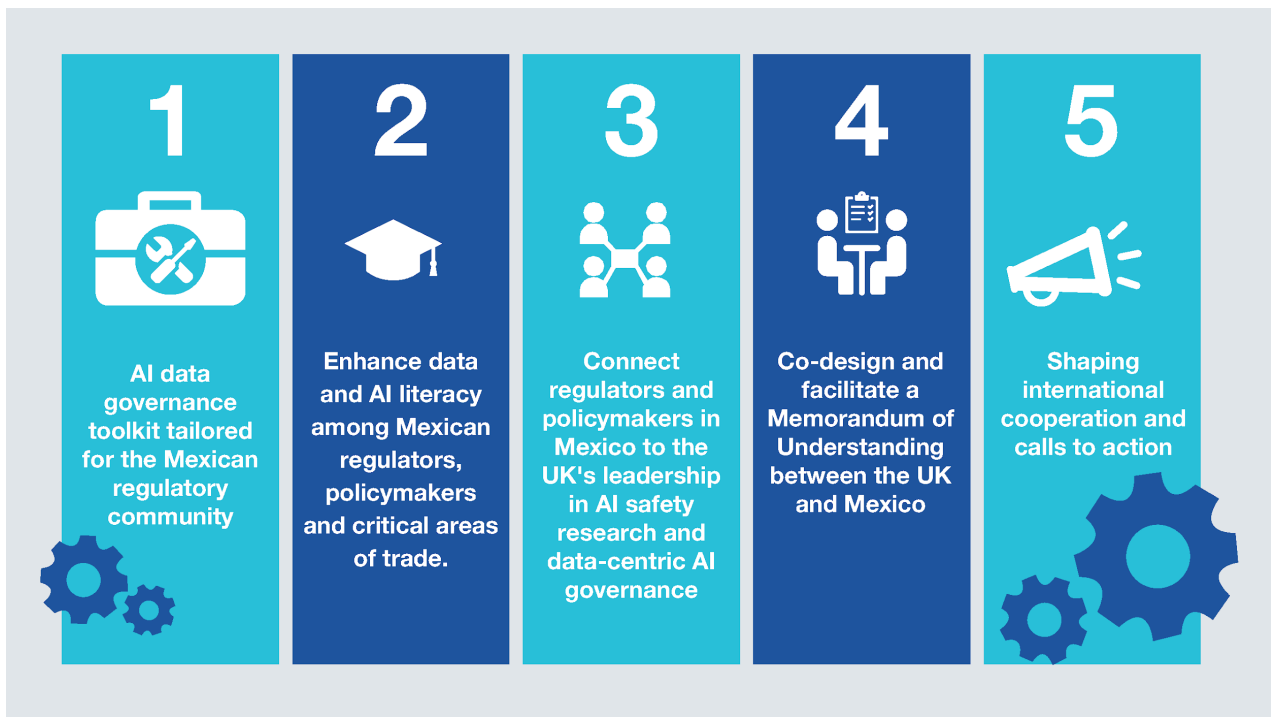 1
AI data
governance
toolkit tailored
for the Mexican
regulatory
community
2
Enhance data
and AI literacy
among Mexican
regulators,
policymakers
and critical areas
of trade.
3
Connect
regulators and
policymakers in
Mexico to the
UK's leadership
in AI safety
research and
data-centric AI
governance
4
Co-design and
facilitate a
Memorandum of
Understanding
between the UK
and Mexico
5
Shaping
international
cooperation and
calls to action